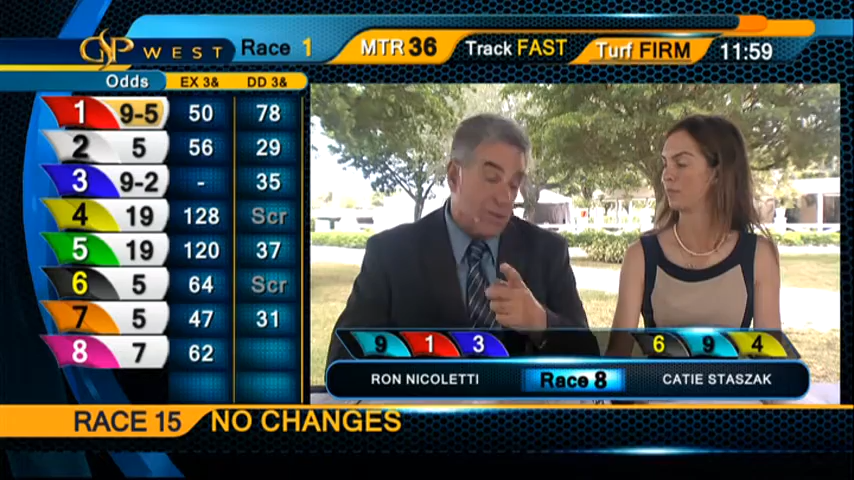 GSP WEST Race 1 MTR 36 Track FAST Turf FIRM 11:59
Odds EX 3& DD 3&
1 9-5 50 78
2 5 56 29
3 9-2 - 35
4 19 128 Scr
5 19 120 37
6 5 64 Scr
7 5 47 31
8 7 62
9 1 3 6 9 4
RON NICOLETTI Race 8 CATIE STASZAK
RACE 15 NO CHANGES